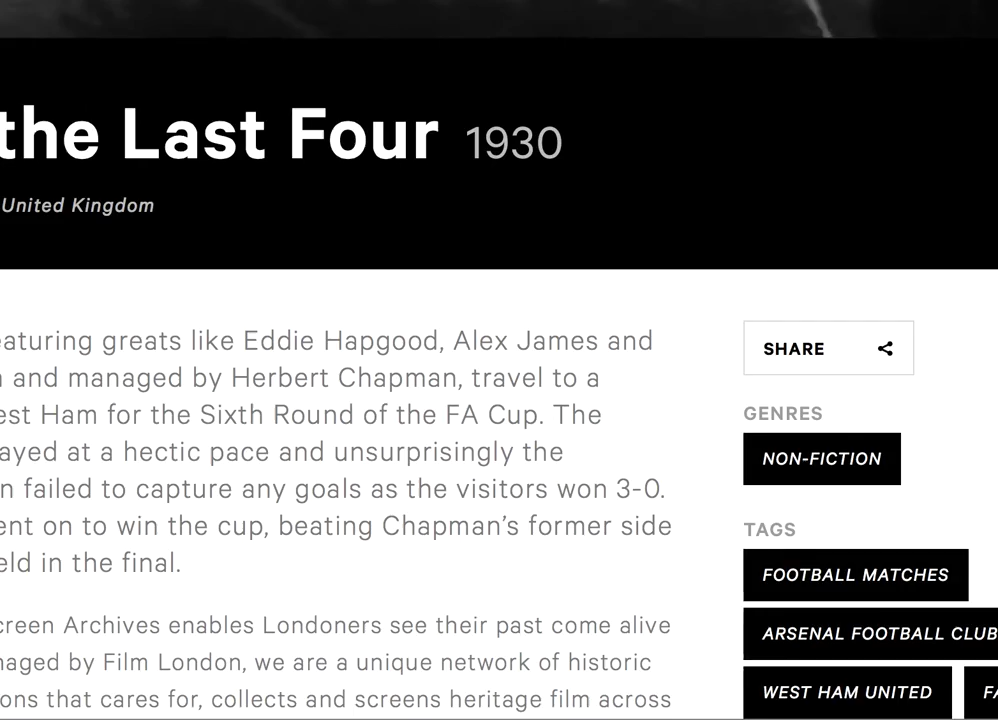 the Last Four 1930
United Kingdom
eaturing greats like Eddie Hapgood, Alex James and
and managed by Herbert Chapman, travel to a
est Ham for the Sixth Round of the FA Cup. The
ayed at a hectic pace and unsurprisingly the
n failed to capture any goals as the visitors won 3-0.
ent on to win the cup, beating Chapman’s former side
eld in the final.
creen Archives enables Londoners see their past come alive
naged by Film London, we are a unique network of historic
ons that cares for, collects and screens heritage film across
SHARE
GENRES
NON-FICTION
TAGS
FOOTBALL MATCHES
ARSENAL FOOTBALL CLUB
WEST HAM UNITED FA